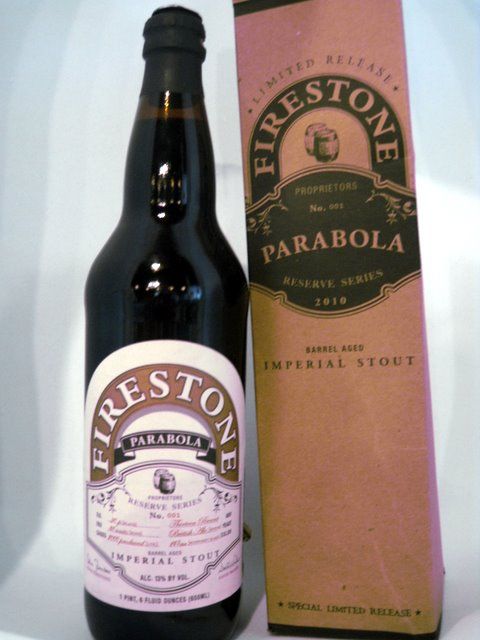 FIRESTONE
PARABOLA
PROPRIETORS
RESERVE SERIES
No. 001
BARREL AGED
IMPERIAL STOUT
ALC. 13% BY VOL.
1 PINT, 6 FLUID OUNCES (650ML)
★ LIMITED RELEASE ★
FIRESTONE
PROPRIETORS
No. 001
PARABOLA
RESERVE SERIES
2010
BARREL AGED
IMPERIAL STOUT
★ SPECIAL LIMITED RELEASE ★